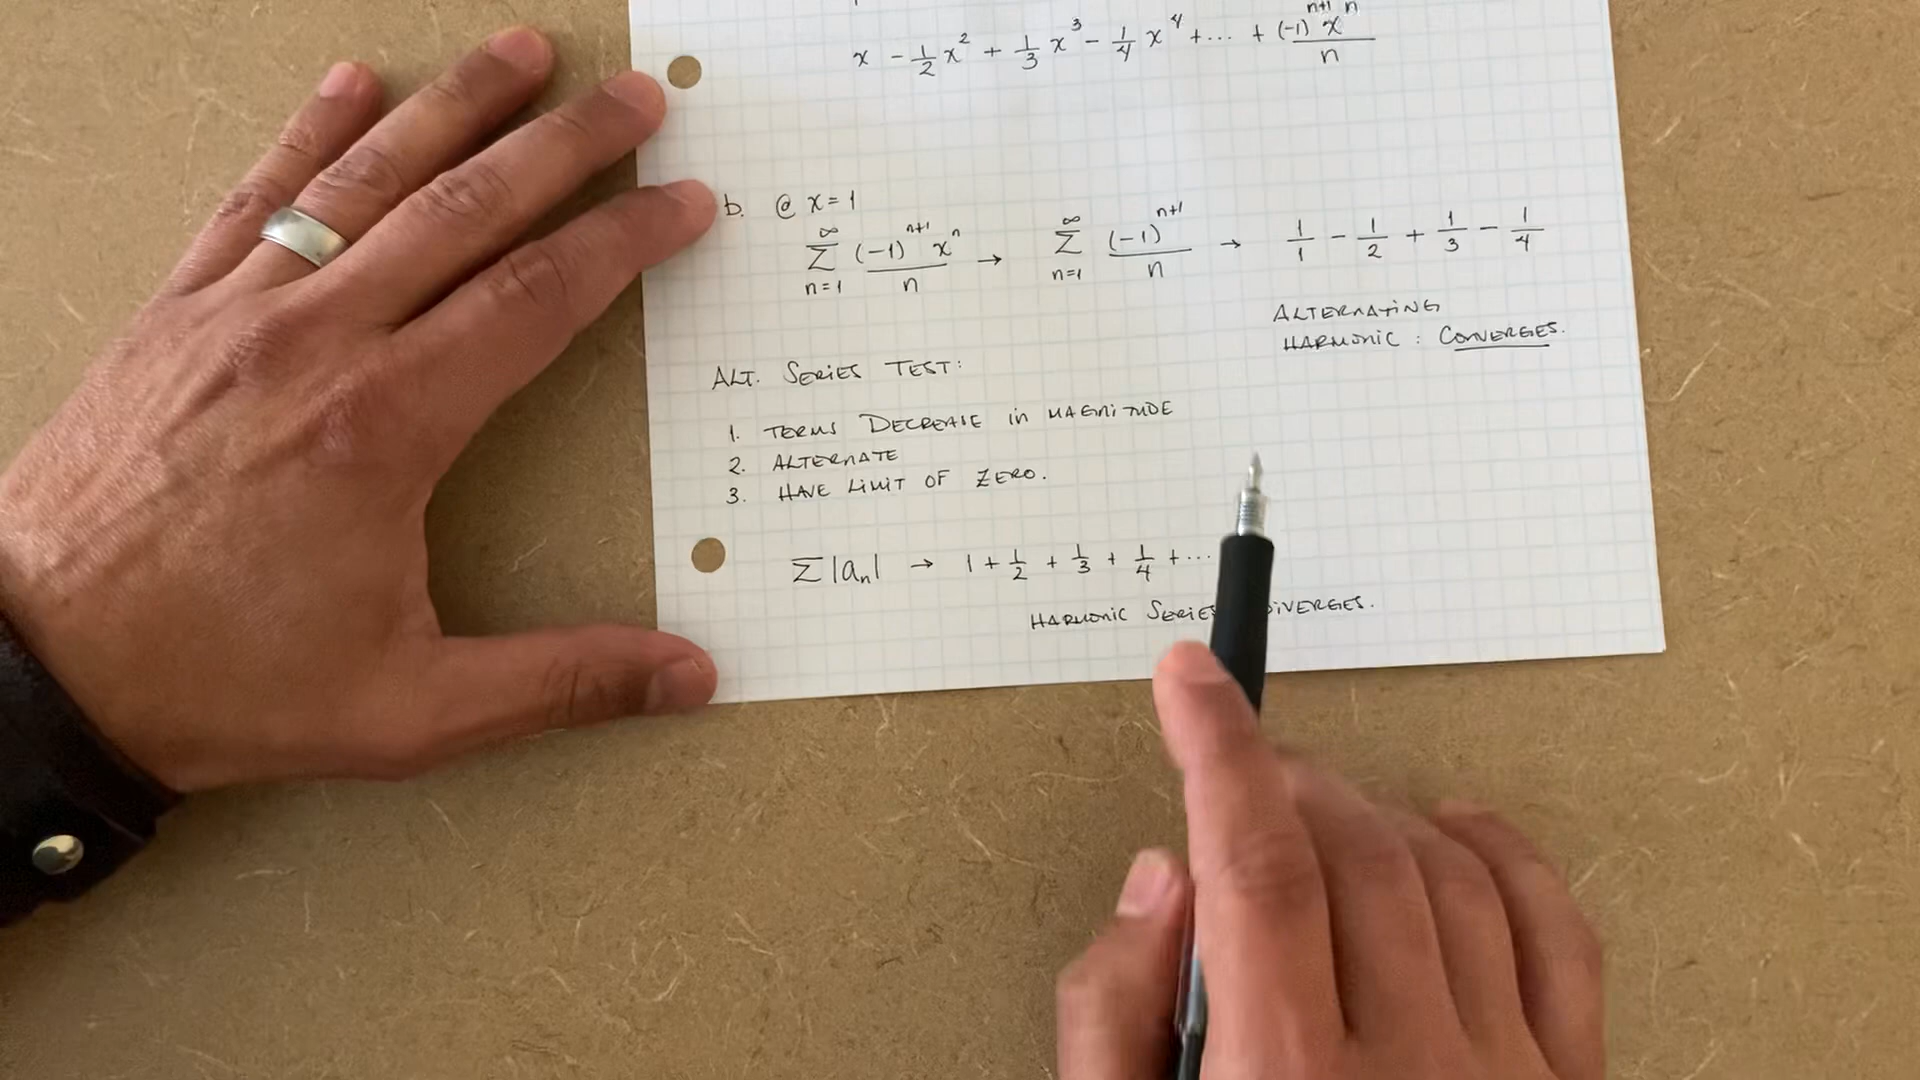 x - 1/2 x² + 1/3 x³ - 1/4 x⁴ + ... + (-1)ⁿ⁺¹ xⁿ / n
b. @ x = 1
∞ Σ n=1 (-1)ⁿ⁺¹ xⁿ / n → ∞ Σ n=1 (-1)ⁿ⁺¹ / n → 1/1 - 1/2 + 1/3 - 1/4
ALTERNATING
HARMONIC : CONVERGES.
ALT. SERIES TEST:
1. TERMS DECREASE in MAGNITUDE
2. ALTERNATE
3. HAVE LIMIT OF ZERO.
Σ |aₙ| → 1 + 1/2 + 1/3 + 1/4 + ...
HARMONIC SERIES DIVERGES.